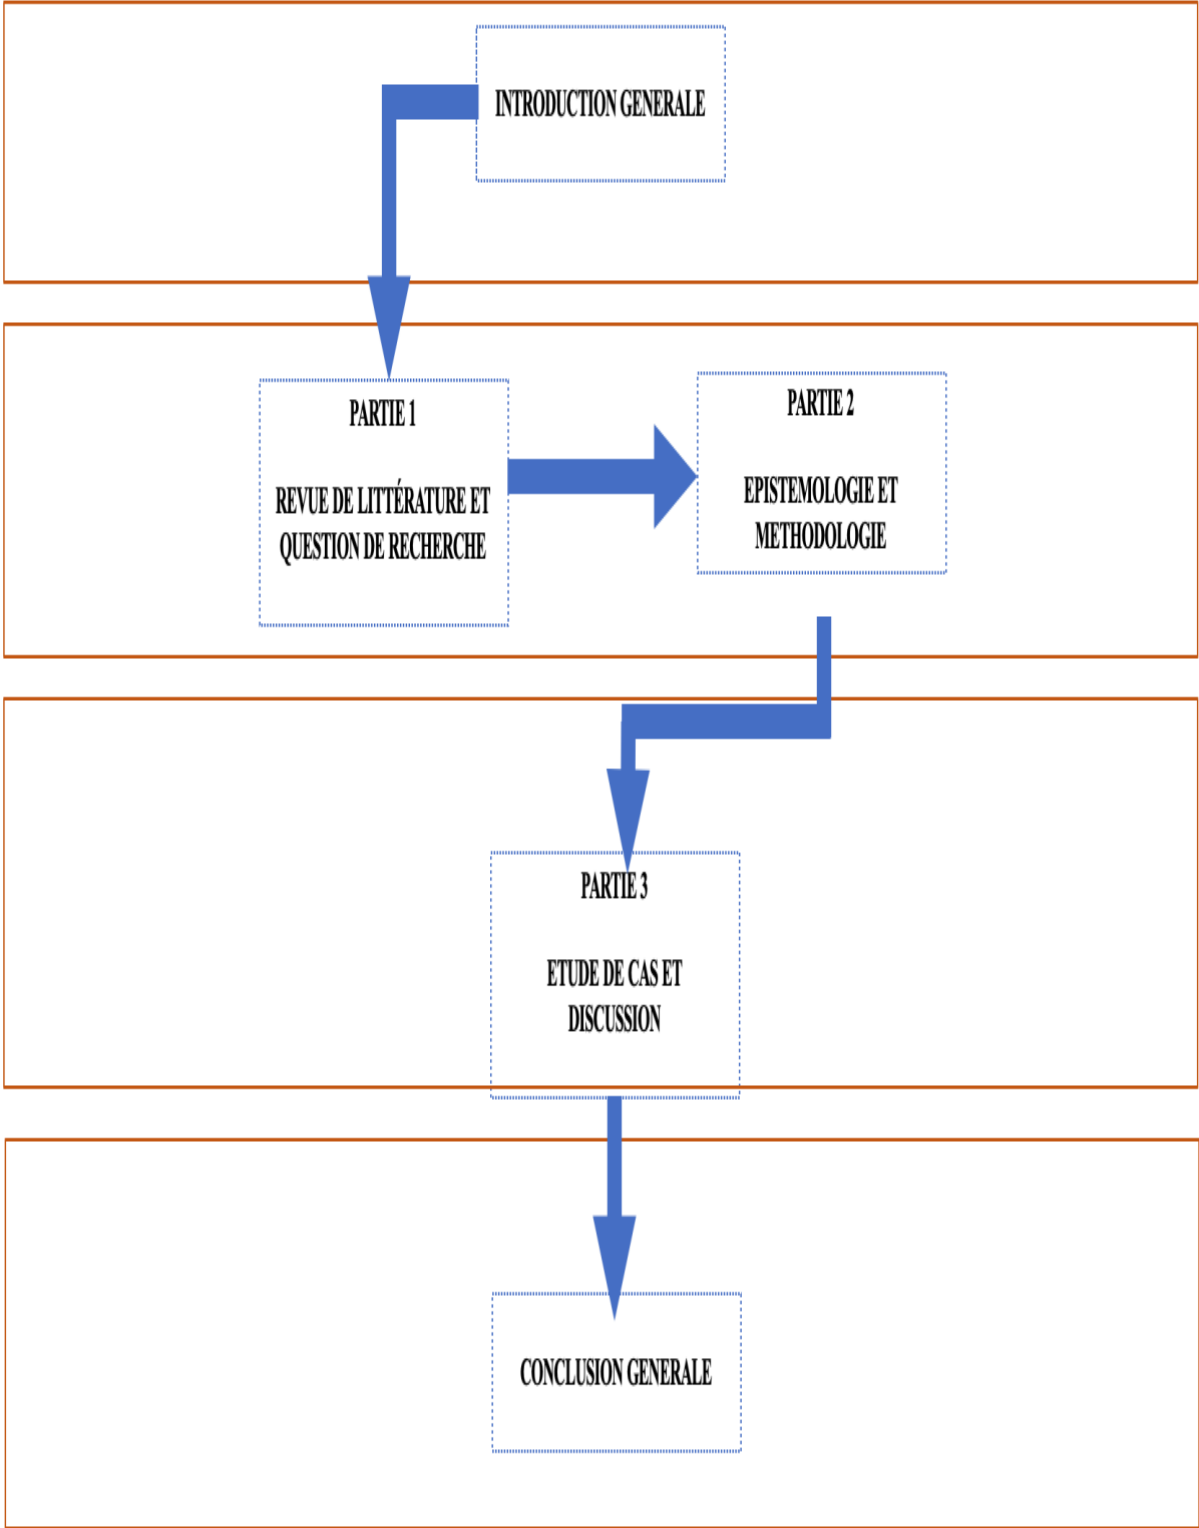 INTRODUCTION GENERALE
PARTIE 1
REVUE DE LITTÉRATURE ET
QUESTION DE RECHERCHE
PARTIE 2
EPISTEMOLOGIE ET
METHODOLOGIE
PARTIE 3
ETUDE DE CAS ET
DISCUSSION
CONCLUSION GENERALE